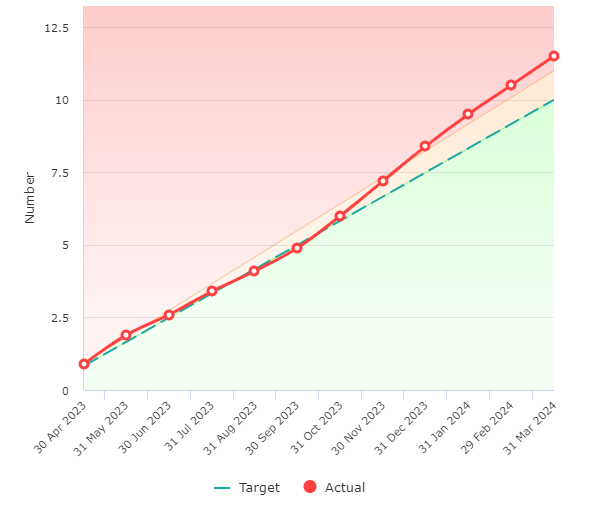 12.5
10
7.5
5
2.5
0
Number
30 Apr 2023
31 May 2023
30 Jun 2023
31 Jul 2023
31 Aug 2023
30 Sep 2023
31 Oct 2023
30 Nov 2023
31 Dec 2023
31 Jan 2024
29 Feb 2024
31 Mar 2024
Target
Actual